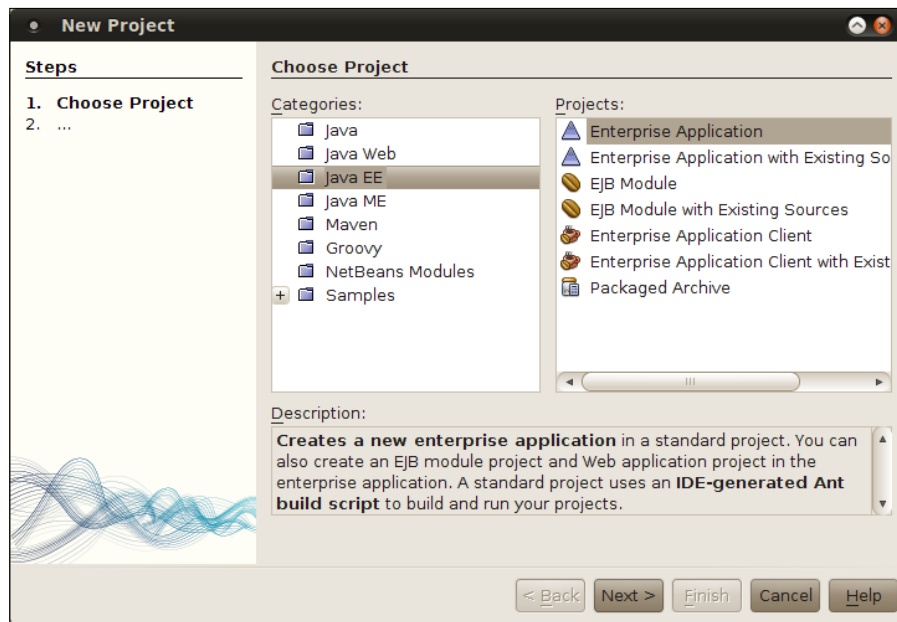 New Project
Steps
1. Choose Project
2. ...
Choose Project
Categories:
Java
Java Web
Java EE
Java ME
Maven
Groovy
NetBeans Modules
Samples
Projects:
Enterprise Application
Enterprise Application with Existing So
EJB Module
EJB Module with Existing Sources
Enterprise Application Client
Enterprise Application Client with Exist
Packaged Archive
Description:
Creates a new enterprise application in a standard project. You can
also create an EJB module project and Web application project in the
enterprise application. A standard project uses an IDE-generated Ant
build script to build and run your projects.
< Back Next > Finish Cancel Help